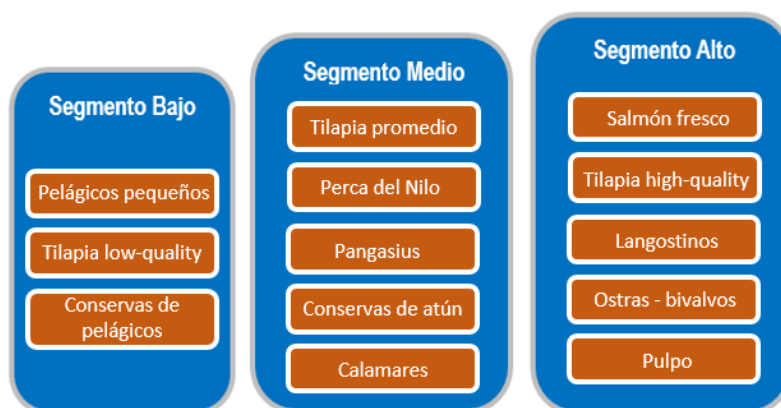 Segmento Bajo
Pelágicos pequeños
Tilapia low-quality
Conservas de
pelágicos
Segmento Medio
Tilapia promedio
Perca del Nilo
Pangasius
Conservas de atún
Calamares
Segmento Alto
Salmón fresco
Tilapia high-quality
Langostinos
Ostras - bivalvos
Pulpo